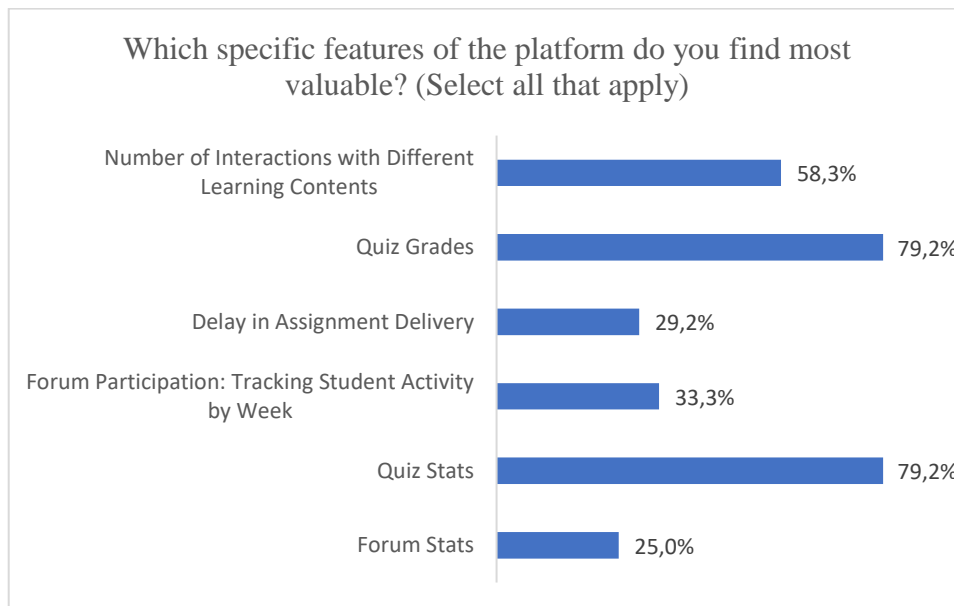 Which specific features of the platform do you find most
valuable? (Select all that apply)
Number of Interactions with Different
Learning Contents
58,3%
Quiz Grades
79,2%
Delay in Assignment Delivery
29,2%
Forum Participation: Tracking Student Activity
by Week
33,3%
Quiz Stats
79,2%
Forum Stats
25,0%